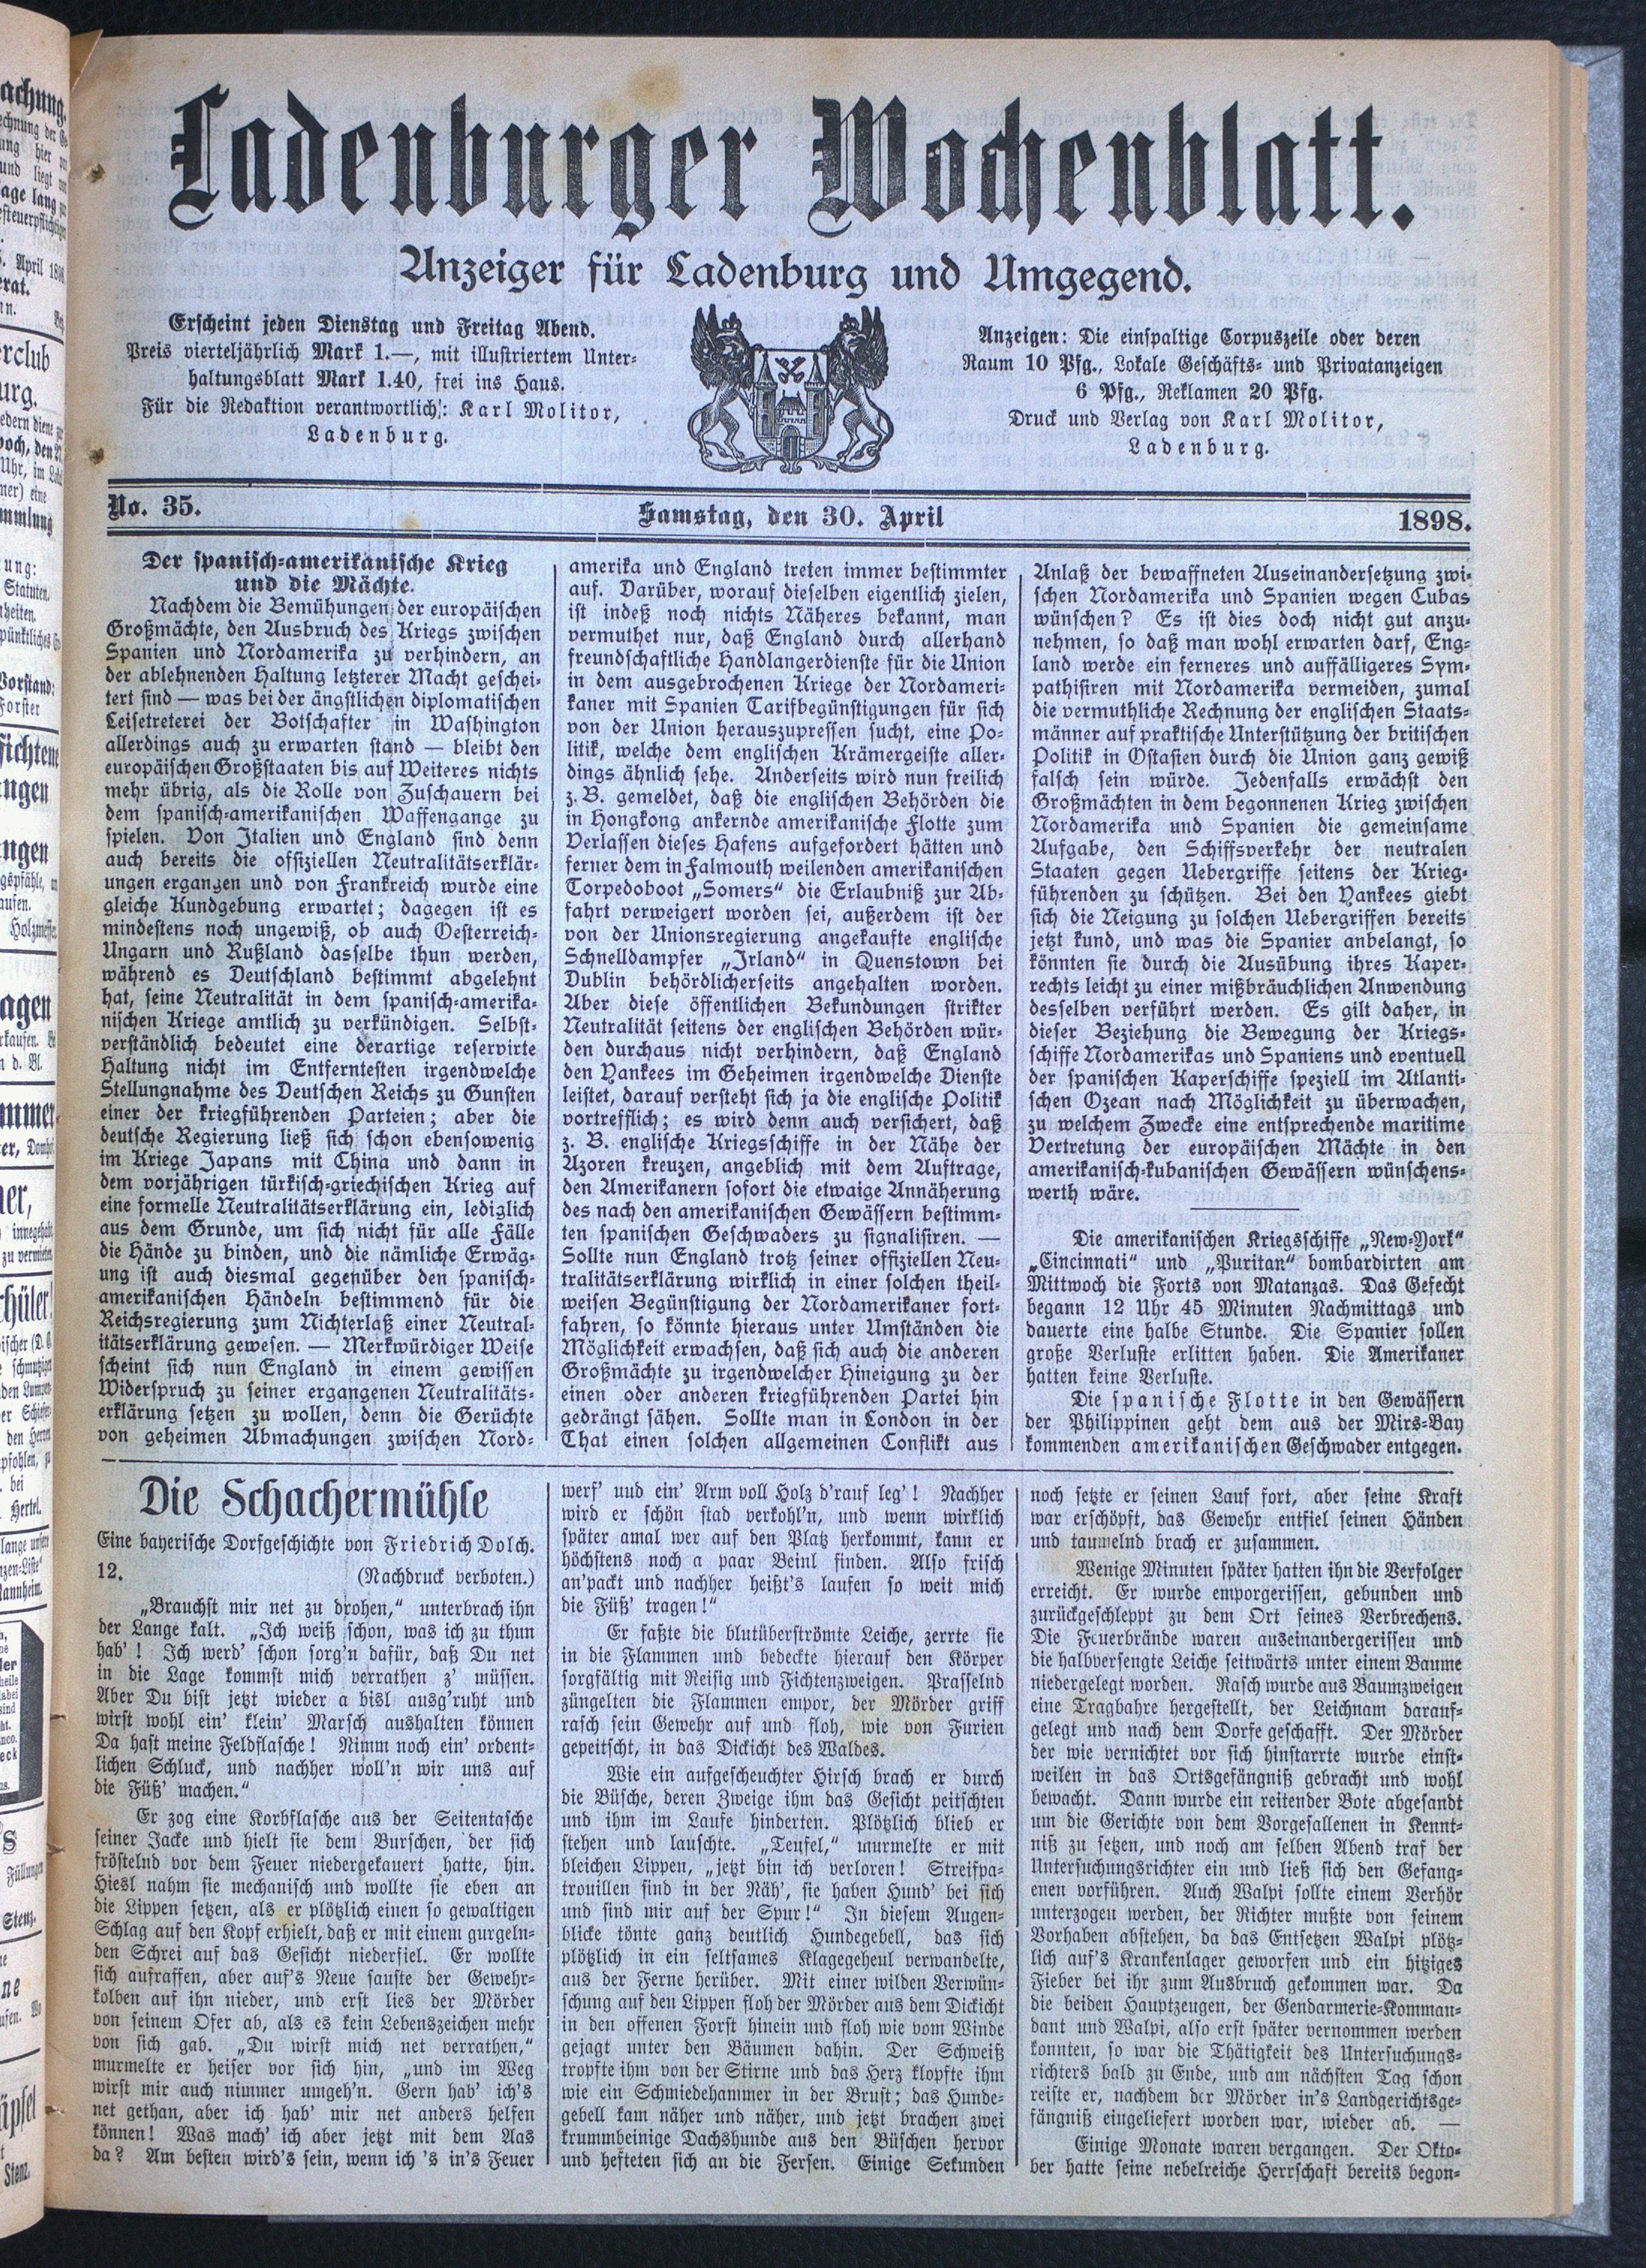 Ladenburger Wochenblatt.
Anzeiger für Ladenburg und Umgegend.
Erscheint jeden Dienstag und Freitag Abend.
Preis vierteljährlich Mark 1.—, mit illustriertem Unter-
haltungsblatt Mark 1.40, frei ins Haus.
Für die Redaktion verantwortlich: Karl Molitor,
Ladenburg.
Anzeigen: Die einspaltige Corpuszeile oder deren
Raum 10 Pfg., Lokale Geschäfts- und Privatanzeigen
6 Pfg., Reklamen 20 Pfg.
Druck und Verlag von Karl Molitor,
Ladenburg.
No. 35.
Samstag, den 30. April
1898.
Der spanisch-amerikanische Krieg
und die Mächte.
Nachdem die Bemühungen der europäischen
Großmächte, den Ausbruch des Kriegs zwischen
Spanien und Nordamerika zu verhindern, an
der ablehnenden Haltung letzterer Macht geschei-
tert sind — was bei der ängstlichen diplomatischen
Leisetreterei der Botschafter in Washington
allerdings auch zu erwarten stand — bleibt den
europäischen Großstaaten bis auf Weiteres nichts
mehr übrig, als die Rolle von Zuschauern bei
dem spanisch-amerikanischen Waffengange zu
spielen. Von Italien und England sind denn
auch bereits die offiziellen Neutralitätserklär-
ungen ergangen und von Frankreich wurde eine
gleiche Kundgebung erwartet; dagegen ist es
mindestens noch ungewiß, ob auch Oesterreich-
Ungarn und Rußland dasselbe thun werden,
während es Deutschland bestimmt abgelehnt
hat, seine Neutralität in dem spanisch-amerika-
nischen Kriege amtlich zu verkündigen. Selbst-
verständlich bedeutet eine derartige reservirte
Haltung nicht im Entferntesten irgendwelche
Stellungnahme des Deutschen Reichs zu Gunsten
einer der kriegführenden Parteien; aber die
deutsche Regierung ließ sich schon ebensowenig
im Kriege Japans mit China und dann in
dem vorjährigen türkisch-griechischen Krieg auf
eine formelle Neutralitätserklärung ein, lediglich
aus dem Grunde, um sich nicht für alle Fälle
die Hände zu binden, und die nämliche Erwäg-
ung ist auch diesmal gegenüber den spanisch-
amerikanischen Händeln bestimmend für die
Reichsregierung zum Nichterlaß einer Neutral-
itätserklärung gewesen. — Merkwürdiger Weise
scheint sich nun England in einem gewissen
Widerspruch zu seiner ergangenen Neutralitäts-
erklärung setzen zu wollen, denn die Gerüchte
von geheimen Abmachungen zwischen Nord-
amerika und England treten immer bestimmter
auf. Darüber, worauf dieselben eigentlich zielen,
ist indeß noch nichts Näheres bekannt, man
vermuthet nur, daß England durch allerhand
freundschaftliche Handlangerdienste für die Union
in dem ausgebrochenen Kriege der Nordameri-
kaner mit Spanien Tarifbegünstigungen für sich
von der Union herauszupressen sucht, eine Po-
litik, welche dem englischen Krämergeiste aller-
dings ähnlich sehe. Anderseits wird nun freilich
z. B. gemeldet, daß die englischen Behörden die
in Hongkong ankernde amerikanische Flotte zum
Verlassen dieses Hafens aufgefordert hätten und
ferner dem in Falmouth weilenden amerikanischen
Torpedoboot „Somers“ die Erlaubniß zur Ab-
fahrt verweigert worden sei, außerdem ist der
von der Unionsregierung angekaufte englische
Schnelldampfer „Irland“ in Quenstown bei
Dublin behördlicherseits angehalten worden.
Aber diese öffentlichen Bekundungen strikter
Neutralität seitens der englischen Behörden wür-
den durchaus nicht verhindern, daß England
den Yankees im Geheimen irgendwelche Dienste
leistet, darauf versteht sich ja die englische Politik
vortrefflich; es wird denn auch versichert, daß
z. B. englische Kriegsschiffe in der Nähe der
Azoren kreuzen, angeblich mit dem Auftrage,
den Amerikanern sofort die etwaige Annäherung
des nach den amerikanischen Gewässern bestimm-
ten spanischen Geschwaders zu signalisiren. —
Sollte nun England trotz seiner offiziellen Neu-
tralitätserklärung wirklich in einer solchen theil-
weisen Begünstigung der Nordamerikaner fort-
fahren, so könnte hieraus unter Umständen die
Möglichkeit erwachsen, daß sich auch die anderen
Großmächte zu irgendwelcher Hineigung zu der
einen oder anderen kriegführenden Partei hin
gedrängt sähen. Sollte man in London in der
That einen solchen allgemeinen Conflikt aus
Anlaß der bewaffneten Auseinandersetzung zwi-
schen Nordamerika und Spanien wegen Cubas
wünschen? Es ist dies doch nicht gut anzu-
nehmen, so daß man wohl erwarten darf, Eng-
land werde ein ferneres und auffälligeres Sym-
pathisiren mit Nordamerika vermeiden, zumal
die vermuthliche Rechnung der englischen Staats-
männer auf praktische Unterstützung der britischen
Politik in Ostasien durch die Union ganz gewiß
falsch sein würde. Jedenfalls erwächst den
Großmächten in dem begonnenen Krieg zwischen
Nordamerika und Spanien die gemeinsame
Aufgabe, den Schiffsverkehr der neutralen
Staaten gegen Uebergriffe seitens der Krieg-
führenden zu schützen. Bei den Yankees giebt
sich die Neigung zu solchen Uebergriffen bereits
jetzt kund, und was die Spanier anbelangt, so
könnten sie durch die Ausübung ihres Kaper-
rechts leicht zu einer mißbräuchlichen Anwendung
desselben verführt werden. Es gilt daher, in
dieser Beziehung die Bewegung der Kriegs-
schiffe Nordamerikas und Spaniens und eventuell
der spanischen Kaperschiffe speziell im Atlanti-
schen Ozean nach Möglichkeit zu überwachen,
zu welchem Zwecke eine entsprechende maritime
Vertretung der europäischen Mächte in den
amerikanisch-kubanischen Gewässern wünschens-
werth wäre.
Die amerikanischen Kriegsschiffe „New-York“
„Cincinnati“ und „Puritan“ bombardirten am
Mittwoch die Forts von Matanzas. Das Gefecht
begann 12 Uhr 45 Minuten Nachmittags und
dauerte eine halbe Stunde. Die Spanier sollen
große Verluste erlitten haben. Die Amerikaner
hatten keine Verluste.
Die spanische Flotte in den Gewässern
der Philippinen geht dem aus der Mirs-Bay
kommenden amerikanischen Geschwader entgegen.
Die Schachermühle
Eine bayerische Dorfgeschichte von Friedrich Dolch.
12. (Nachdruck verboten.)
„Brauchst mir net zu drohen,“ unterbrach ihn
der Lange kalt. „Ich weiß schon, was ich zu thun
hab'! Ich werd' schon sorg'n dafür, daß Du net
in die Lage kommst mich verrathen z' müssen.
Aber Du bist jetzt wieder a bisl ausg'ruht und
wirst wohl ein' klein' Marsch aushalten können
Da hast meine Feldflasche! Nimm noch ein' ordent-
lichen Schluck, und nachher woll'n wir uns auf
die Füß' machen.“
Er zog eine Korbflasche aus der Seitentasche
seiner Jacke und hielt sie dem Burschen, der sich
fröstelnd vor dem Feuer niedergekauert hatte, hin.
Hiesl nahm sie mechanisch und wollte sie eben an
die Lippen setzen, als er plötzlich einen so gewaltigen
Schlag auf den Kopf erhielt, daß er mit einem gurgeln-
den Schrei auf das Gesicht niederfiel. Er wollte
sich aufraffen, aber auf's Neue sauste der Gewehr-
kolben auf ihn nieder, und erst lies der Mörder
von seinem Ofer ab, als es kein Lebenszeichen mehr
von sich gab. „Du wirst mich net verrathen,“
murmelte er heiser vor sich hin, „und im Weg
wirst mir auch nimmer umgeh'n. Gern hab' ich's
net gethan, aber ich hab' mir net anders helfen
können! Was mach' ich aber jetzt mit dem Aas
da? Am besten wird's sein, wenn ich 's in's Feuer
werf' und ein' Arm voll Holz d'rauf leg'! Nachher
wird er schön stad verkohl'n, und wenn wirklich
später amal wer auf den Platz herkommt, kann er
höchstens noch a paar Beinl finden. Also frisch
an'packt und nachher heißt's laufen so weit mich
die Füß' tragen!“
Er faßte die blutüberströmte Leiche, zerrte sie
in die Flammen und bedeckte hierauf den Körper
sorgfältig mit Reisig und Fichtenzweigen. Prasselnd
züngelten die Flammen empor, der Mörder griff
rasch sein Gewehr auf und floh, wie von Furien
gepeitscht, in das Dickicht des Waldes.
Wie ein aufgescheuchter Hirsch brach er durch
die Büsche, deren Zweige ihm das Gesicht peitschten
und ihm im Laufe hinderten. Plötzlich blieb er
stehen und lauschte. „Teufel,“ murmelte er mit
bleichen Lippen, „jetzt bin ich verloren! Streifpa-
trouillen sind in der Näh', sie haben Hund' bei sich
und sind mir auf der Spur!“ In diesem Augen-
blicke tönte ganz deutlich Hundegebell, das sich
plötzlich in ein seltsames Klagegeheul verwandelte,
aus der Ferne herüber. Mit einer wilden Verwün-
schung auf den Lippen floh der Mörder aus dem Dickicht
in den offenen Forst hinein und floh wie vom Winde
gejagt unter den Bäumen dahin. Der Schweiß
tropfte ihm von der Stirne und das Herz klopfte ihm
wie ein Schmiedehammer in der Brust; das Hunde-
gebell kam näher und näher, und jetzt brachen zwei
krummbeinige Dachshunde aus den Büschen hervor
und hefteten sich an die Fersen. Einige Sekunden
noch setzte er seinen Lauf fort, aber seine Kraft
war erschöpft, das Gewehr entfiel seinen Händen
und taumelnd brach er zusammen.
Wenige Minuten später hatten ihn die Verfolger
erreicht. Er wurde emporgerissen, gebunden und
zurückgeschleppt zu dem Ort seines Verbrechens.
Die Feuerbrände waren auseinandergerissen und
die halbversengte Leiche seitwärts unter einem Baume
niedergelegt worden. Rasch wurde aus Baumzweigen
eine Tragbahre hergestellt, der Leichnam darauf-
gelegt und nach dem Dorfe geschafft. Der Mörder
der wie vernichtet vor sich hinstarrte wurde einst-
weilen in das Ortsgefängniß gebracht und wohl
bewacht. Dann wurde ein reitender Bote abgesandt
um die Gerichte von dem Vorgefallenen in Kennt-
niß zu setzen, und noch am selben Abend traf der
Untersuchungsrichter ein und ließ sich den Gefang-
enen vorführen. Auch Walpi sollte einem Verhör
unterzogen werden, der Richter mußte von seinem
Vorhaben abstehen, da das Entsetzen Walpi plötz-
lich auf's Krankenlager geworfen und ein hitziges
Fieber bei ihr zum Ausbruch gekommen war. Da
die beiden Hauptzeugen, der Gendarmerie-Komman-
dant und Walpi, also erst später vernommen werden
konnten, so war die Thätigkeit des Untersuchungs-
richters bald zu Ende, und am nächsten Tag schon
reiste er, nachdem der Mörder in's Landgerichtsge-
fängniß eingeliefert worden war, wieder ab. —
Einige Monate waren vergangen. Der Okto-
ber hatte seine nebelreiche Herrschaft bereits begon-